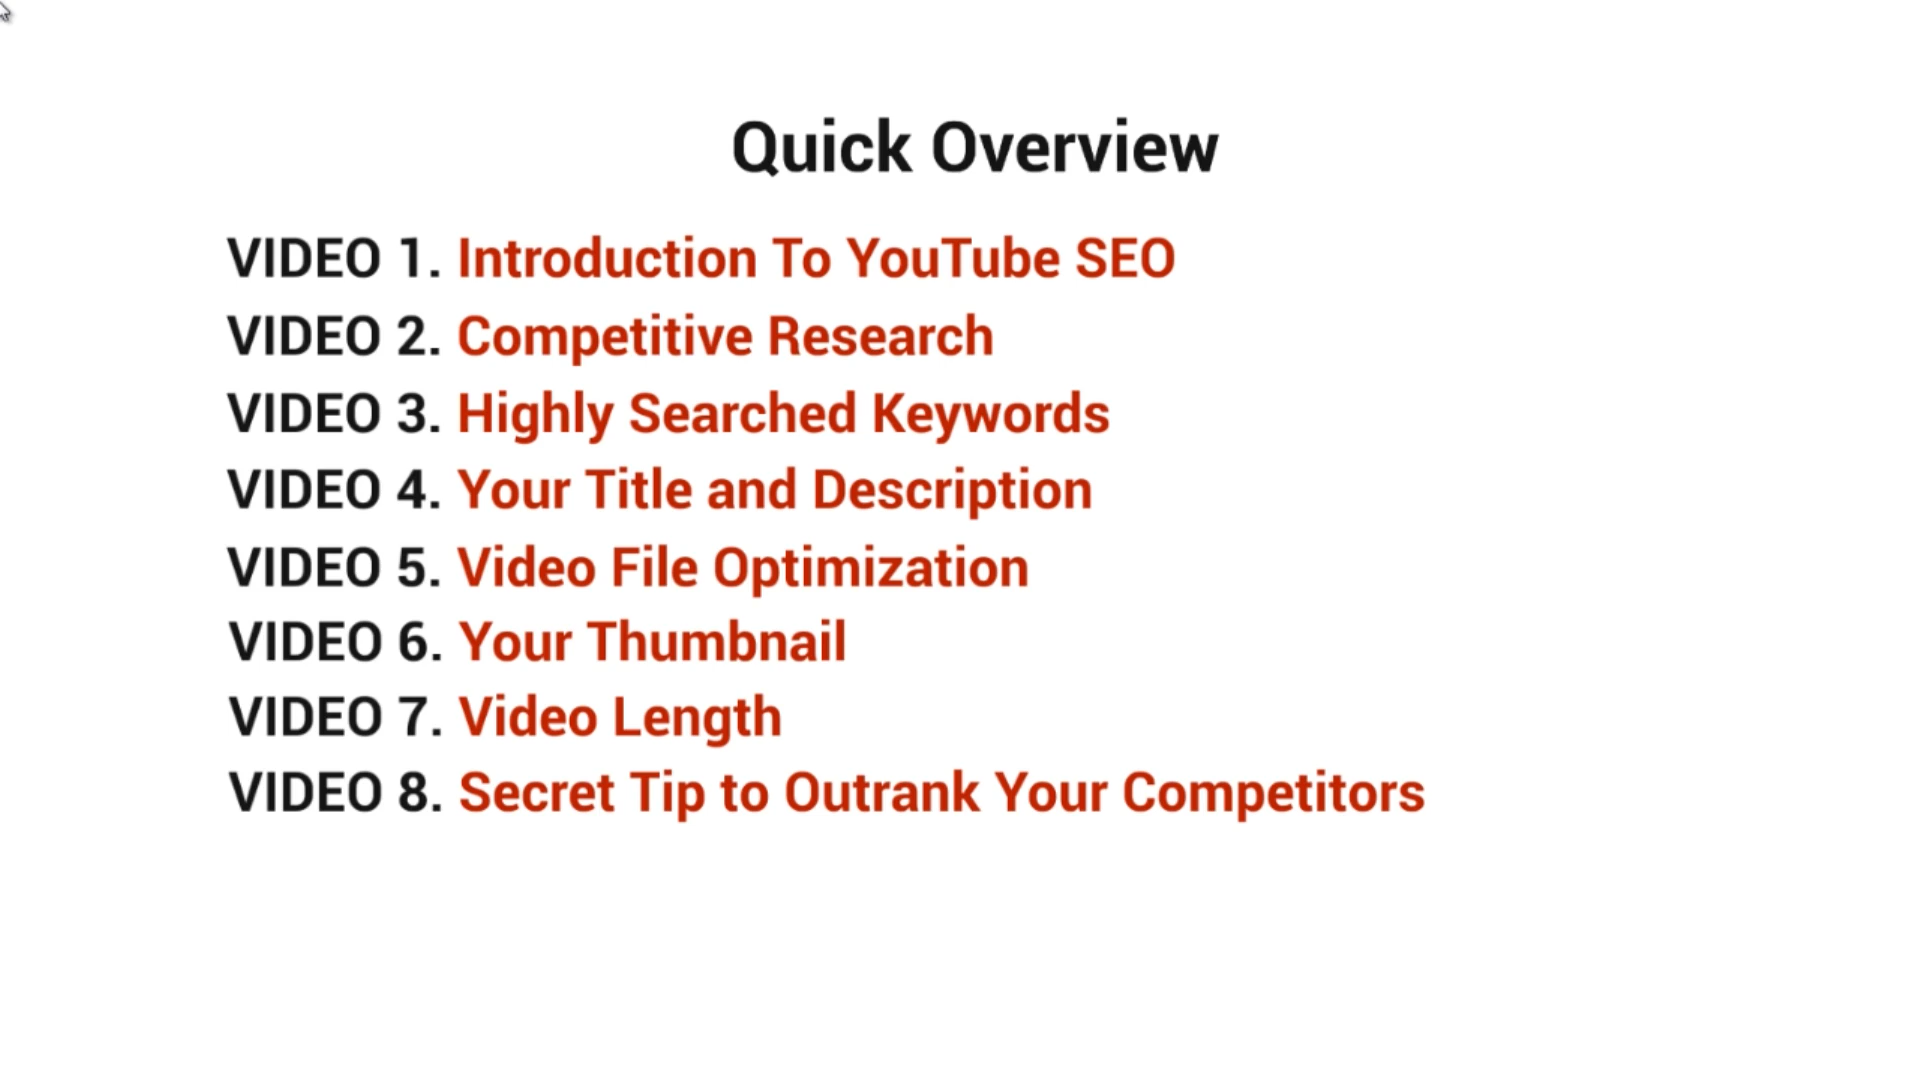 Quick Overview
VIDEO 1. Introduction To YouTube SEO
VIDEO 2. Competitive Research
VIDEO 3. Highly Searched Keywords
VIDEO 4. Your Title and Description
VIDEO 5. Video File Optimization
VIDEO 6. Your Thumbnail
VIDEO 7. Video Length
VIDEO 8. Secret Tip to Outrank Your Competitors